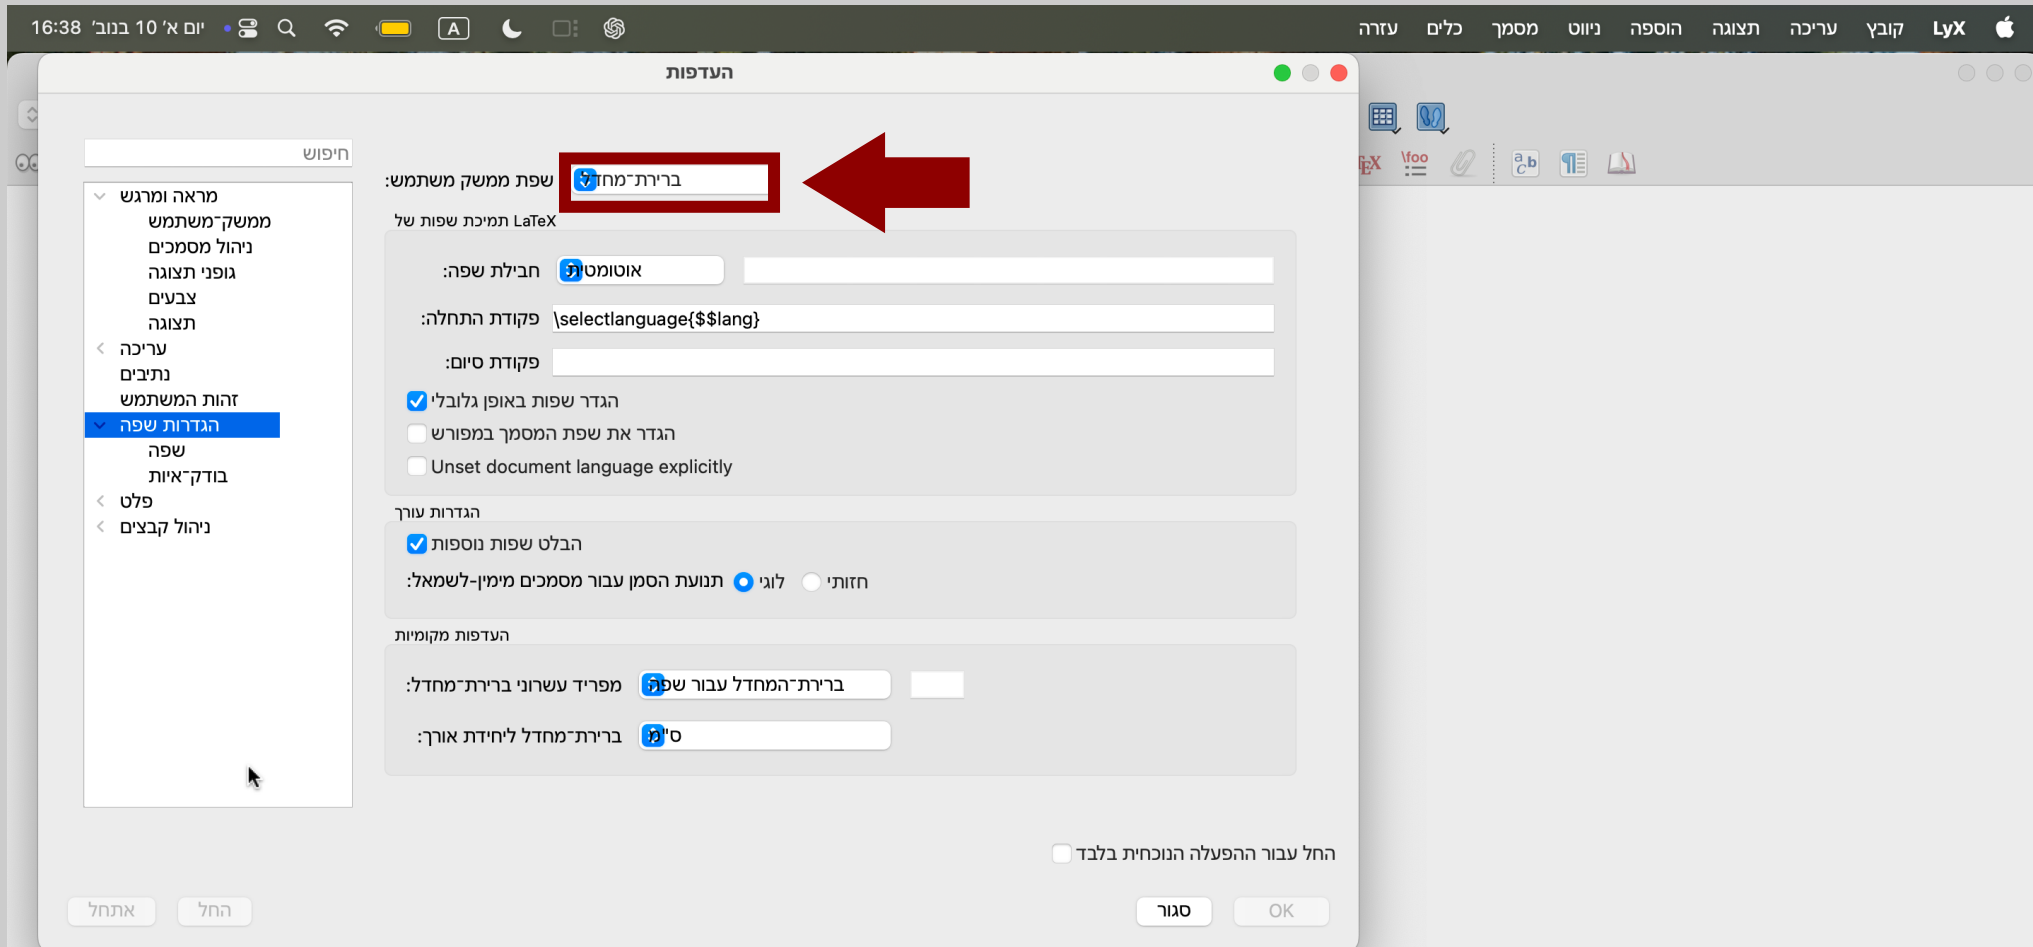 LyX קובץ עריכה תצוגה הוספה ניווט מסמך כלים עזרה
A יום א׳ 10 בנוב׳ 16:38
העדפות
חיפוש
מראה ומרגש
ממשק־משתמש
ניהול מסמכים
גופני תצוגה
צבעים
תצוגה
עריכה
נתיבים
זהות המשתמש
הגדרות שפה
שפה
בודק־איות
פלט
ניהול קבצים
שפת ממשק משתמש: ברירת־מחדל
תמיכת שפות של LaTeX
חבילת שפה: אוטומטית
פקודת התחלה: \selectlanguage{$$lang}
פקודת סיום:
הגדר שפות באופן גלובלי
הגדר את שפת המסמך במפורש
Unset document language explicitly
הגדרות עורך
הבלט שפות נוספות
תנועת הסמן עבור מסמכים מימין-לשמאל: לוגי חזותי
העדפות מקומיות
מפריד עשרוני ברירת־מחדל: ברירת־המחדל עבור שפה
ברירת־מחדל ליחידת אורך: ס"מ
החל עבור ההפעלה הנוכחית בלבד
אתחל החל סגור OK
\foo